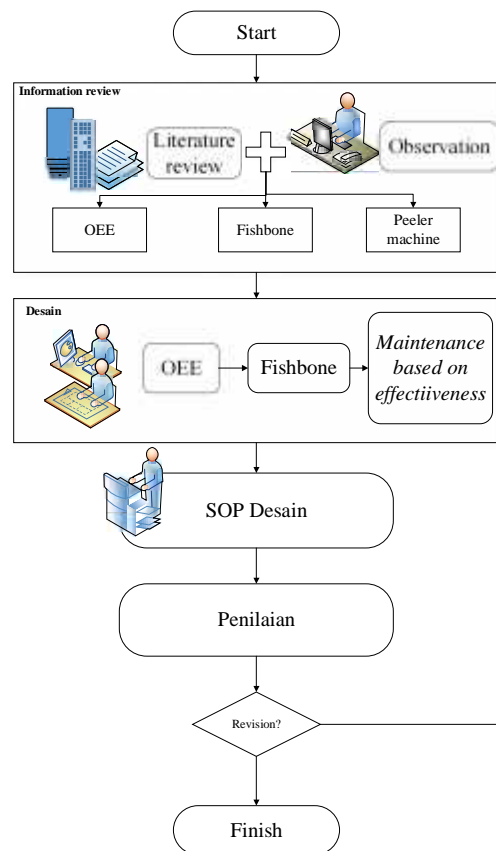 Start
Information review
Literature
review
Observation
OEE
Fishbone
Peeler
machine
Desain
OEE
Fishbone
Maintenance
based on
effectiiveness
SOP Desain
Penilaian
Revision?
Finish